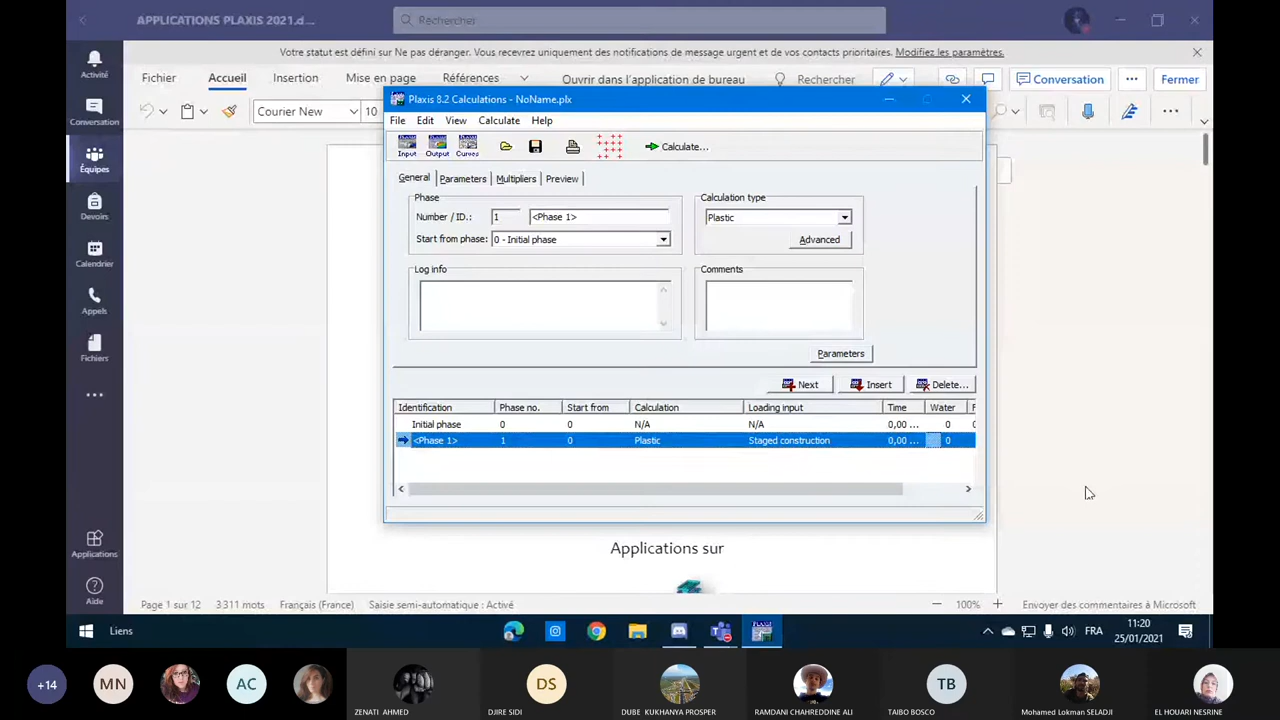 APPLICATIONS PLAXIS 2021.d...
Rechercher
Votre statut est défini sur Ne pas déranger. Vous recevrez uniquement des notifications de message urgent et de vos contacts prioritaires. Modifiez les paramètres.
Activité
Conversation
Équipes
Devoirs
Calendrier
Appels
Fichiers
Applications
Aide
Fichier Accueil Insertion Mise en page Références Ouvrir dans l'application de bureau Rechercher Conversation Fermer
Courier New 10
Plaxis 8.2 Calculations - NoName.plx
File Edit View Calculate Help
Input Output Curves Calculate...
General Parameters Multipliers Preview
Phase
Number / ID.: 1 <Phase 1>
Start from phase: 0 - Initial phase
Calculation type
Plastic
Advanced
Log info
Comments
Parameters
Next Insert Delete...
Identification Phase no. Start from Calculation Loading input Time Water F
Initial phase 0 0 N/A N/A 0,00 ... 0 0
<Phase 1> 1 0 Plastic Staged construction 0,00 ... 0
Applications sur
Page 1 sur 12 3311 mots Français (France) Saisie semi-automatique : Activé 100% Envoyer des commentaires à Microsoft
Liens
FRA
11:20
25/01/2021
+14
MN
AC
ZENATI AHMED
DS
DJIRE SIDI
DUBE KUKHANYA PROSPER
RAMDANI CHAHREDDINE ALI
TB
TAIBO BOSCO
Mohamed Lokman SELADJI
EL HOUARI NESRINE